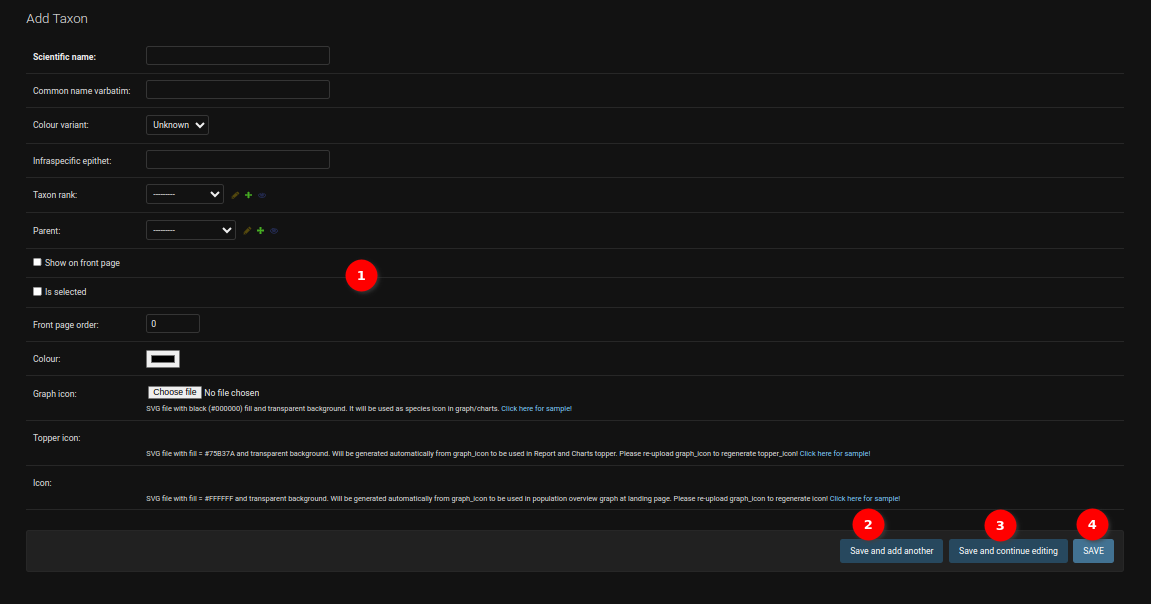 Add Taxon
Scientific name:
Common name varbatim:
Colour variant: Unknown
Infraspecific epithet:
Taxon rank: ---------
Parent: ---------
Show on front page
1
Is selected
Front page order: 0
Colour:
Graph icon: Choose file No file chosen
SVG file with black (#000000) fill and transparent background. It will be used as species icon in graph/charts. Click here for sample!
Topper icon:
SVG file with fill = #75B37A and transparent background. Will be generated automatically from graph_icon to be used in Report and Charts topper. Please re-upload graph_icon to regenerate topper_icon! Click here for sample!
Icon:
SVG file with fill = #FFFFFF and transparent background. Will be generated automatically from graph_icon to be used in population overview graph at landing page. Please re-upload graph_icon to regenerate icon! Click here for sample!
2 3 4
Save and add another Save and continue editing SAVE